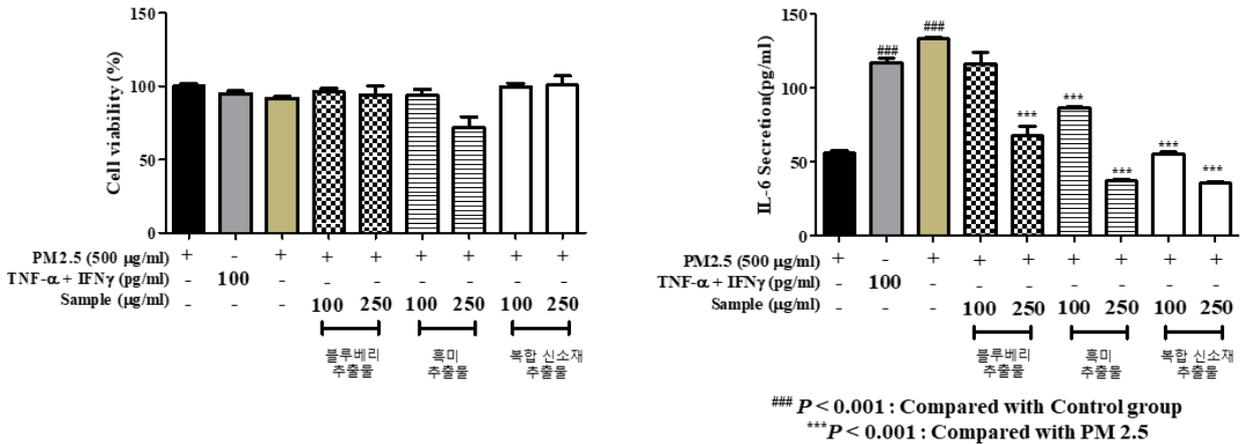 150
100
50
0
Cell viability (%)
PM2.5 (500 μg/ml) + - + + + + + + +
TNF-α + IFNγ (pg/ml) - 100 - - - - - - -
Sample (μg/ml) - - - 100 250 100 250 100 250
블루베리 흑미 복합 신소재
추출물 추출물 추출물
150
100
50
0
IL-6 Secretion(pg/ml)
### ### *** *** *** *** ***
PM2.5 (500 μg/ml) + - + + + + + + +
TNF-α + IFNγ (pg/ml) - 100 - - - - - - -
Sample (μg/ml) - - - 100 250 100 250 100 250
블루베리 흑미 복합 신소재
추출물 추출물 추출물
### P < 0.001 : Compared with Control group
***P < 0.001 : Compared with PM 2.5